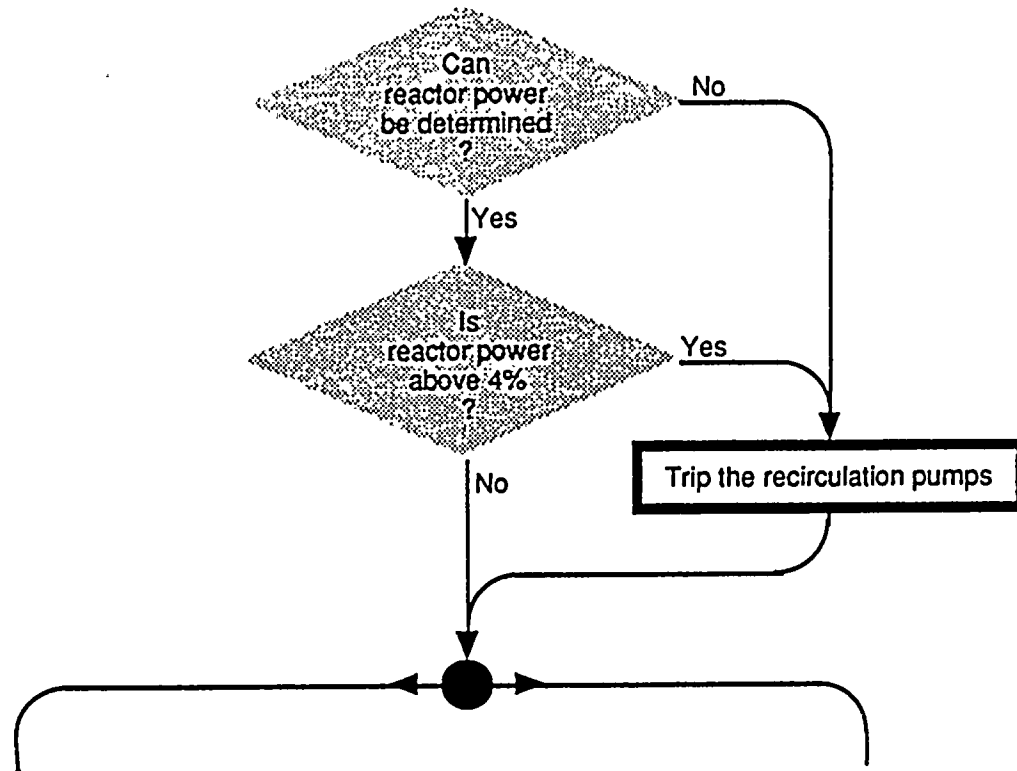 Can
reactor power
be determined
?
No
Yes
Is
reactor power
above 4%
?
Yes
No
Trip the recirculation pumps